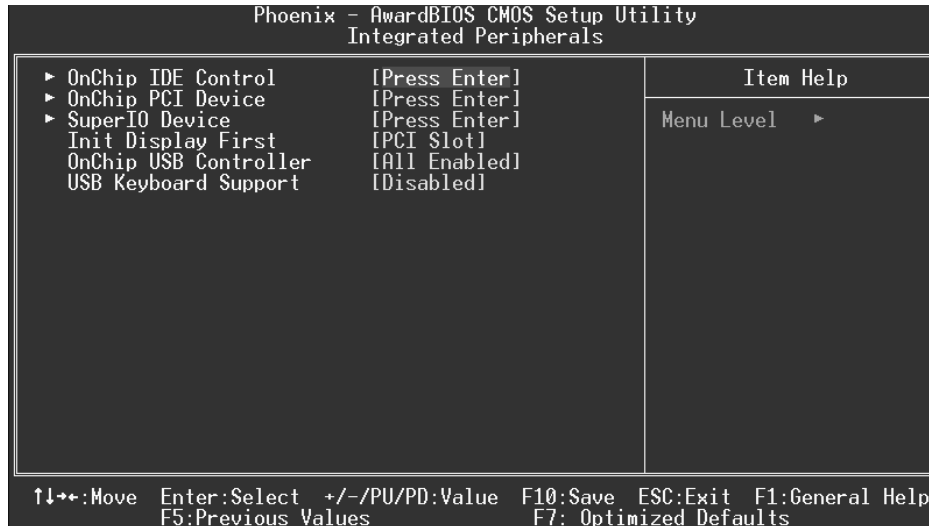 Phoenix - AwardBIOS CMOS Setup Utility
Integrated Peripherals
► OnChip IDE Control [Press Enter]
► OnChip PCI Device [Press Enter]
► SuperIO Device [Press Enter]
Init Display First [PCI Slot]
OnChip USB Controller [All Enabled]
USB Keyboard Support [Disabled]
Item Help
Menu Level ►
↑↓→←:Move Enter:Select +/-/PU/PD:Value F10:Save ESC:Exit F1:General Help
F5:Previous Values F7: Optimized Defaults